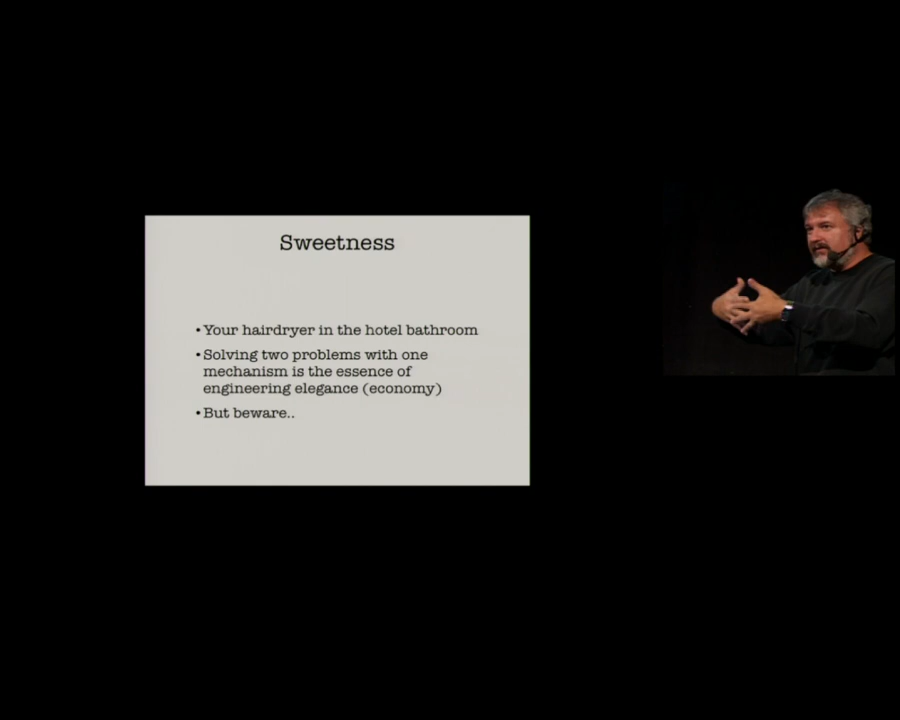 Sweetness
• Your hairdryer in the hotel bathroom
• Solving two problems with one
mechanism is the essence of
engineering elegance (economy)
• But beware..